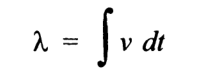 λ = ∫ v dt